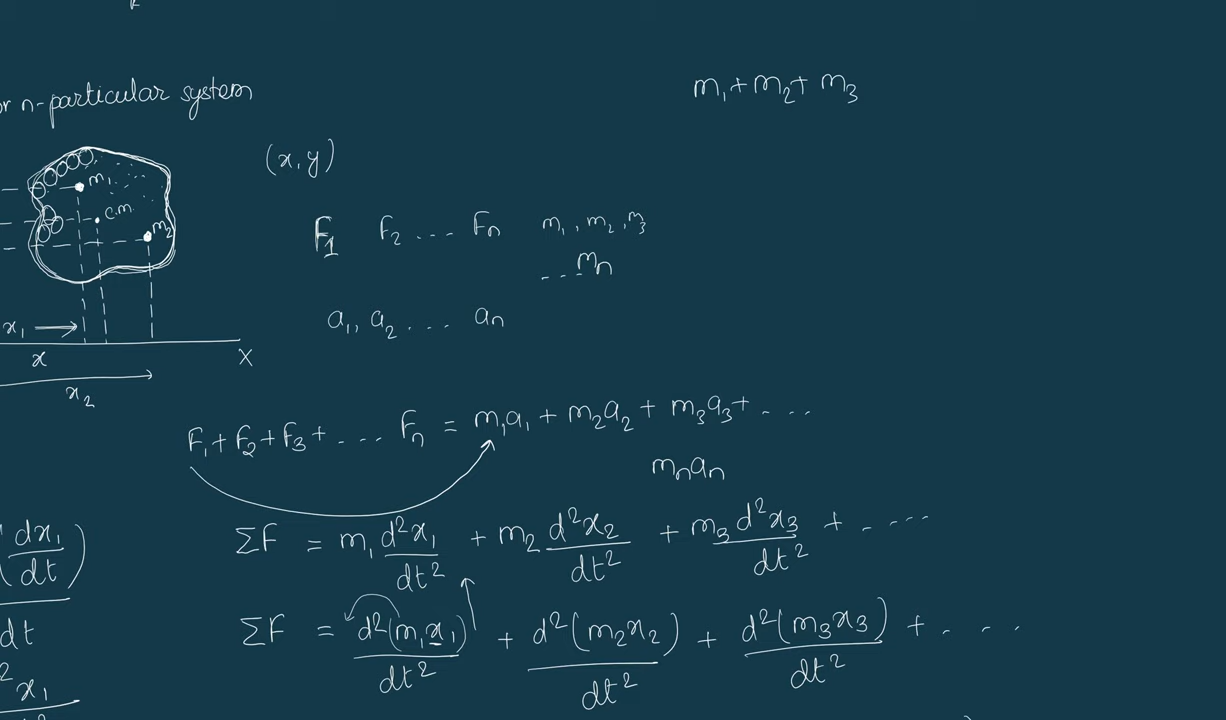 or n-particular system
m₁+m₂+ m₃
(x,y)
m₁
c.m.
m₂
F₁ F₂ .... Fn m₁, m₂, m₃
... mn
a₁, a₂ .... an
x₁
x X
x₂
F₁+F₂+F₃+ .... Fn = m₁a₁ + m₂a₂ + m₃a₃+ ....
mnan
ΣF = m₁ d²x₁/dt² + m₂ d²x₂/dt² + m₃ d²x₃/dt² + .....
(dx₁/dt)
dt
ΣF = d²(m₁x₁)/dt² + d²(m₂x₂)/dt² + d²(m₃x₃)/dt² + ....
²x₁